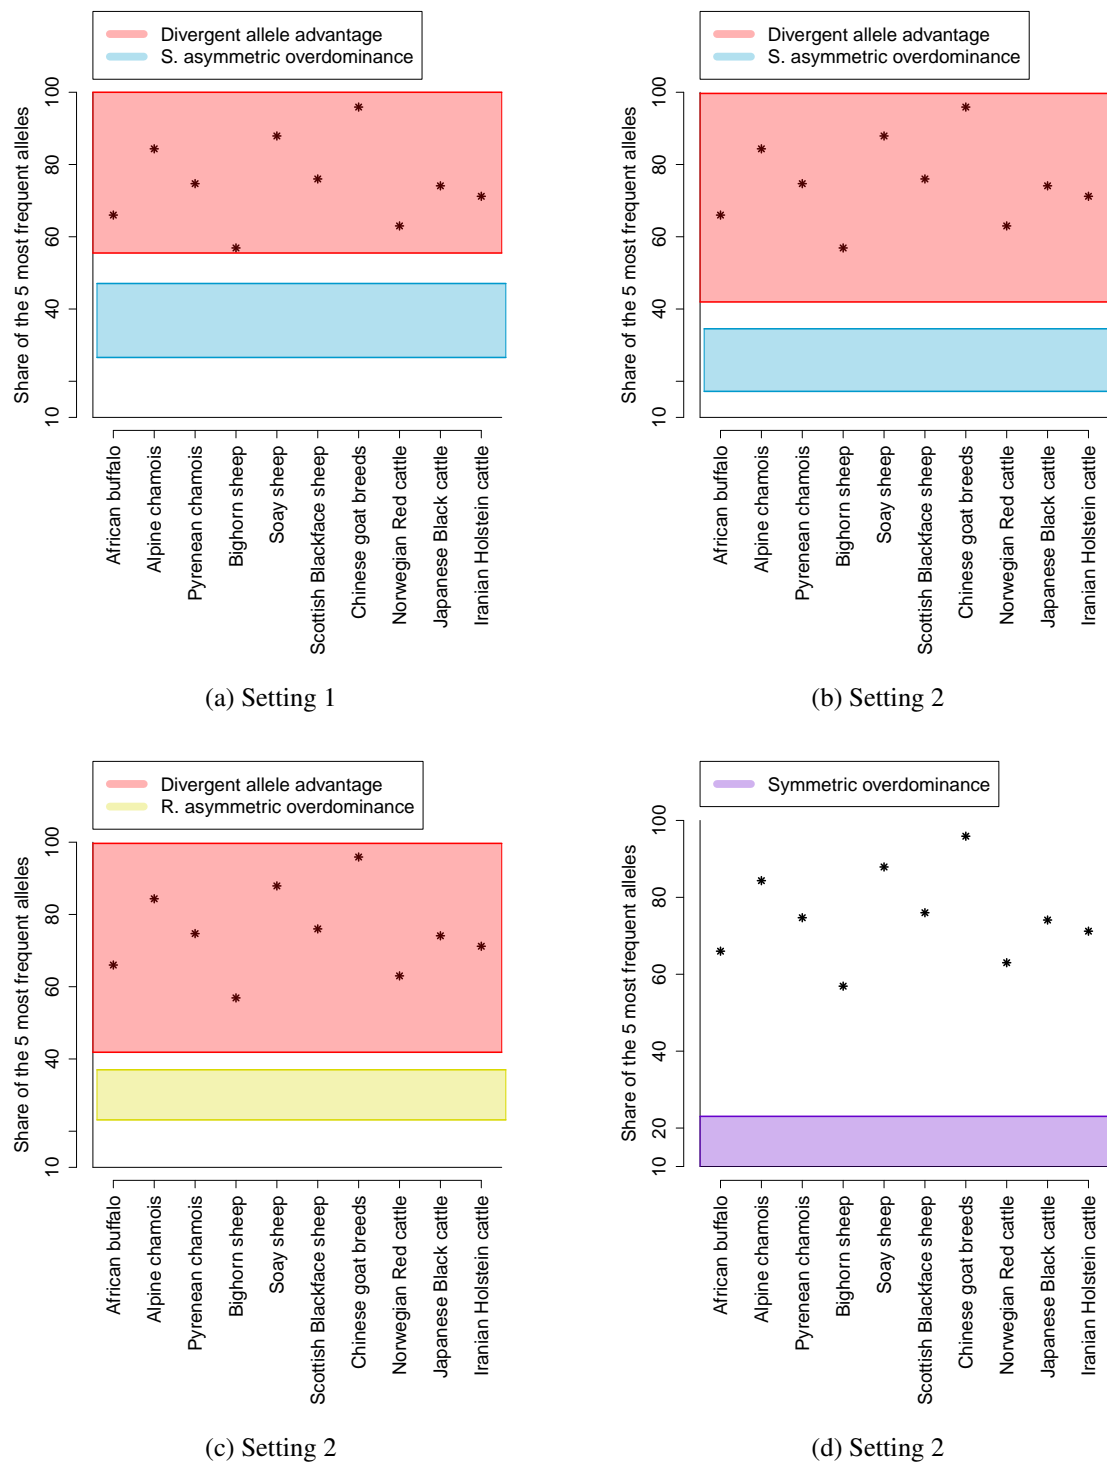 Divergent allele advantage
S. asymmetric overdominance
Share of the 5 most frequent alleles
100
80
60
40
10
African buffalo
Alpine chamois
Pyrenean chamois
Bighorn sheep
Soay sheep
Scottish Blackface sheep
Chinese goat breeds
Norwegian Red cattle
Japanese Black cattle
Iranian Holstein cattle
(a) Setting 1
Divergent allele advantage
S. asymmetric overdominance
Share of the 5 most frequent alleles
100
80
60
40
10
African buffalo
Alpine chamois
Pyrenean chamois
Bighorn sheep
Soay sheep
Scottish Blackface sheep
Chinese goat breeds
Norwegian Red cattle
Japanese Black cattle
Iranian Holstein cattle
(b) Setting 2
Divergent allele advantage
R. asymmetric overdominance
Share of the 5 most frequent alleles
100
80
60
40
10
African buffalo
Alpine chamois
Pyrenean chamois
Bighorn sheep
Soay sheep
Scottish Blackface sheep
Chinese goat breeds
Norwegian Red cattle
Japanese Black cattle
Iranian Holstein cattle
(c) Setting 2
Symmetric overdominance
Share of the 5 most frequent alleles
100
80
60
40
20
10
African buffalo
Alpine chamois
Pyrenean chamois
Bighorn sheep
Soay sheep
Scottish Blackface sheep
Chinese goat breeds
Norwegian Red cattle
Japanese Black cattle
Iranian Holstein cattle
(d) Setting 2